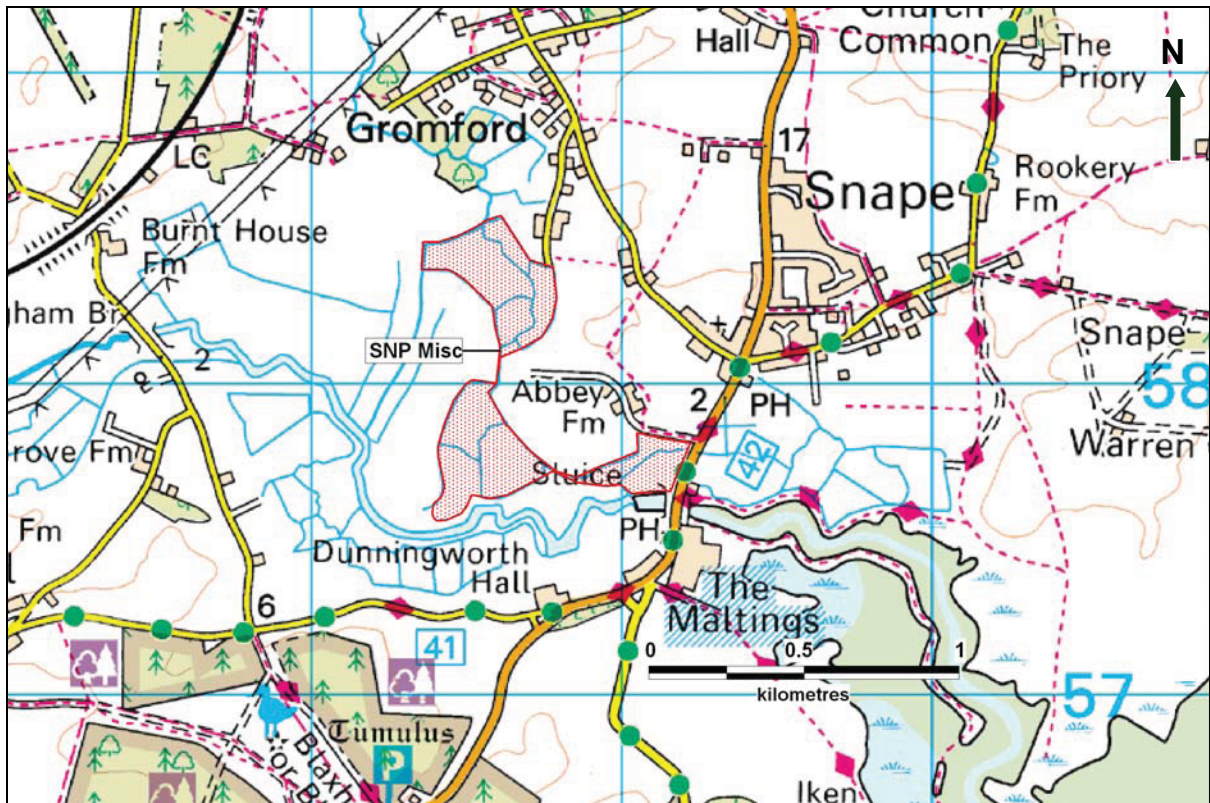 Church
Common
Hall
The
Priory
N
Gromford
17
LC
Snape
Rookery
Fm
Burnt House
Fm
gham Br
SNP Misc
2
Abbey
Fm
2
PH
Snape
58
Warren
42
rove Fm
Sluice
Fm
PH
Dunningworth
Hall
The
Maltings
6
41
0 0.5 1
kilometres
57
Tumulus
P
Blaxh
or B
Iken